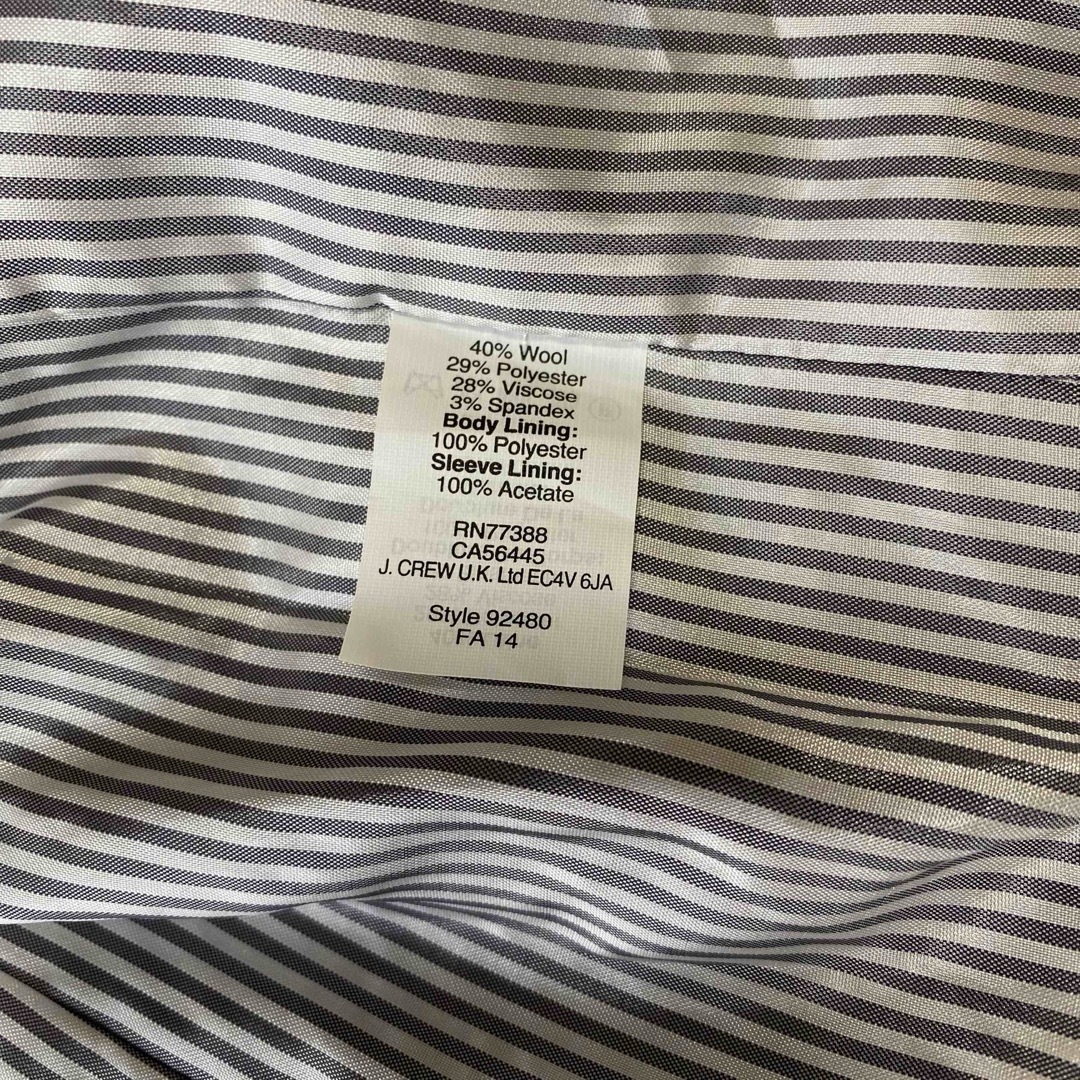 40% Wool
29% Polyester
28% Viscose
3% Spandex
Body Lining:
100% Polyester
Sleeve Lining:
100% Acetate
RN77388
CA56445
J. CREW U.K. Ltd EC4V 6JA
Style 92480
FA 14